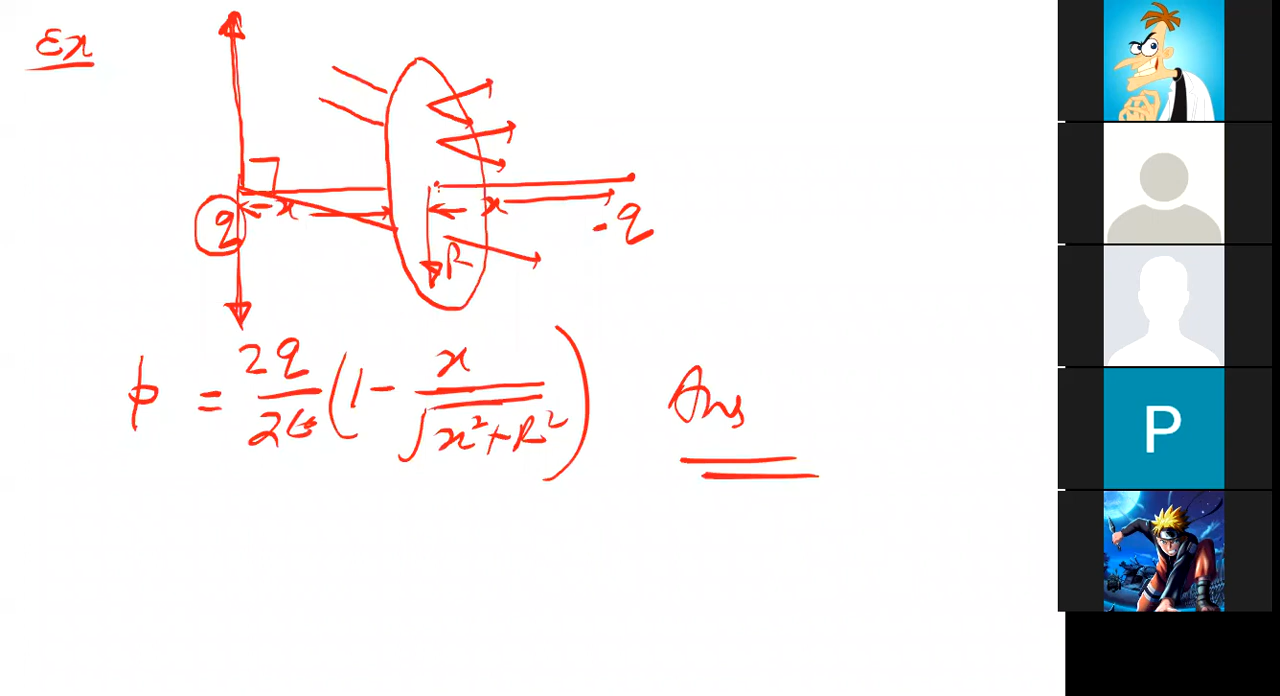 Ex
x
x
q
-q
R
φ = 2q/2ε₀ (1 - x/√(x²+R²)) Ans
P